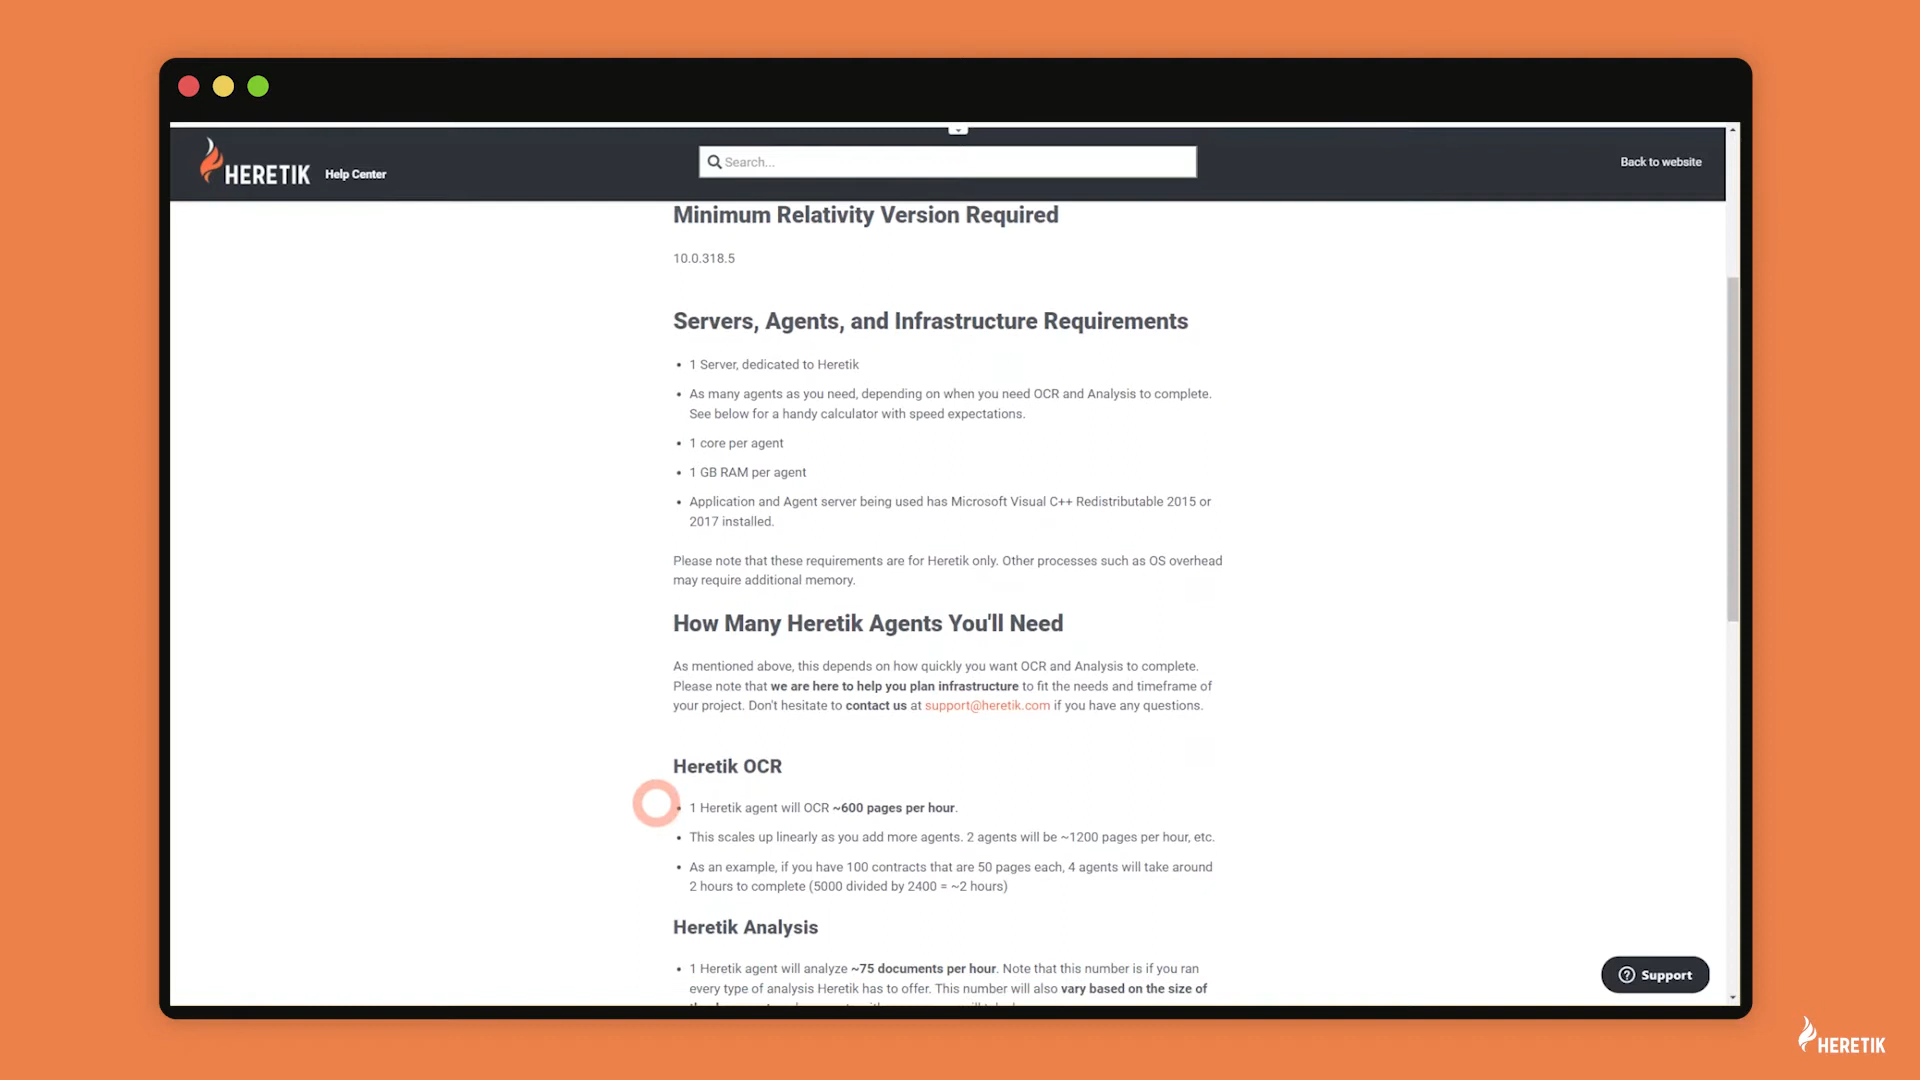 HERETIK Help Center
Search...
Back to website
Minimum Relativity Version Required
10.0.318.5
Servers, Agents, and Infrastructure Requirements
• 1 Server, dedicated to Heretik
• As many agents as you need, depending on when you need OCR and Analysis to complete.
See below for a handy calculator with speed expectations.
• 1 core per agent
• 1 GB RAM per agent
• Application and Agent server being used has Microsoft Visual C++ Redistributable 2015 or
2017 installed.
Please note that these requirements are for Heretik only. Other processes such as OS overhead
may require additional memory.
How Many Heretik Agents You'll Need
As mentioned above, this depends on how quickly you want OCR and Analysis to complete.
Please note that we are here to help you plan infrastructure to fit the needs and timeframe of
your project. Don't hesitate to contact us at support@heretik.com if you have any questions.
Heretik OCR
• 1 Heretik agent will OCR ~600 pages per hour.
• This scales up linearly as you add more agents. 2 agents will be ~1200 pages per hour, etc.
• As an example, if you have 100 contracts that are 50 pages each, 4 agents will take around
2 hours to complete (5000 divided by 2400 = ~2 hours)
Heretik Analysis
• 1 Heretik agent will analyze ~75 documents per hour. Note that this number is if you ran
every type of analysis Heretik has to offer. This number will also vary based on the size of
Support
HERETIK